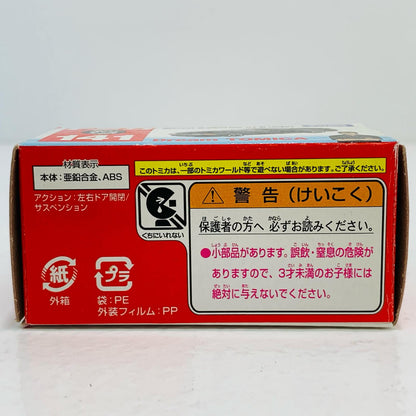 材質表示
本体：亜鉛合金、ABS
アクション：左右ドア開閉/
サスペンション
このトミカは、一部のトミカワールド等で遊べない場合があります。ご了承ください。
くちにいれない
警告（けいこく）
保護者の方へ 必ずお読みください。
●小部品があります。誤飲・窒息の危険が
ありますので、3才未満のお子様には
絶対に与えないでください。
紙
外箱
プラ
袋：PE
外装フィルム：PP